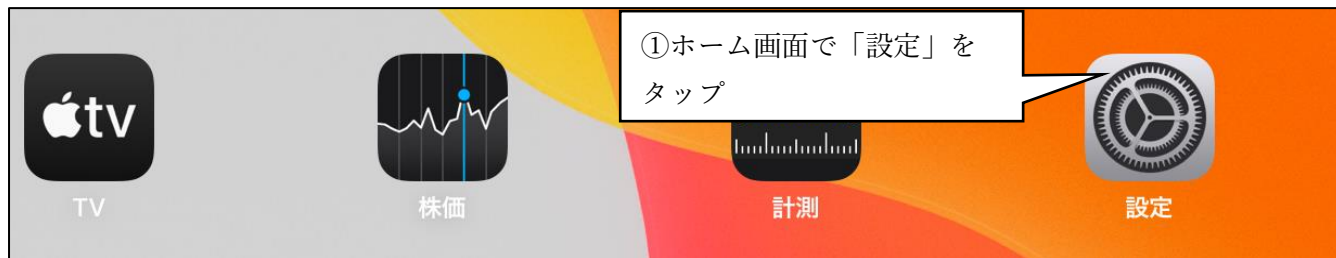 ①ホーム画面で「設定」を
タップ
tv
TV
株価
計測
設定